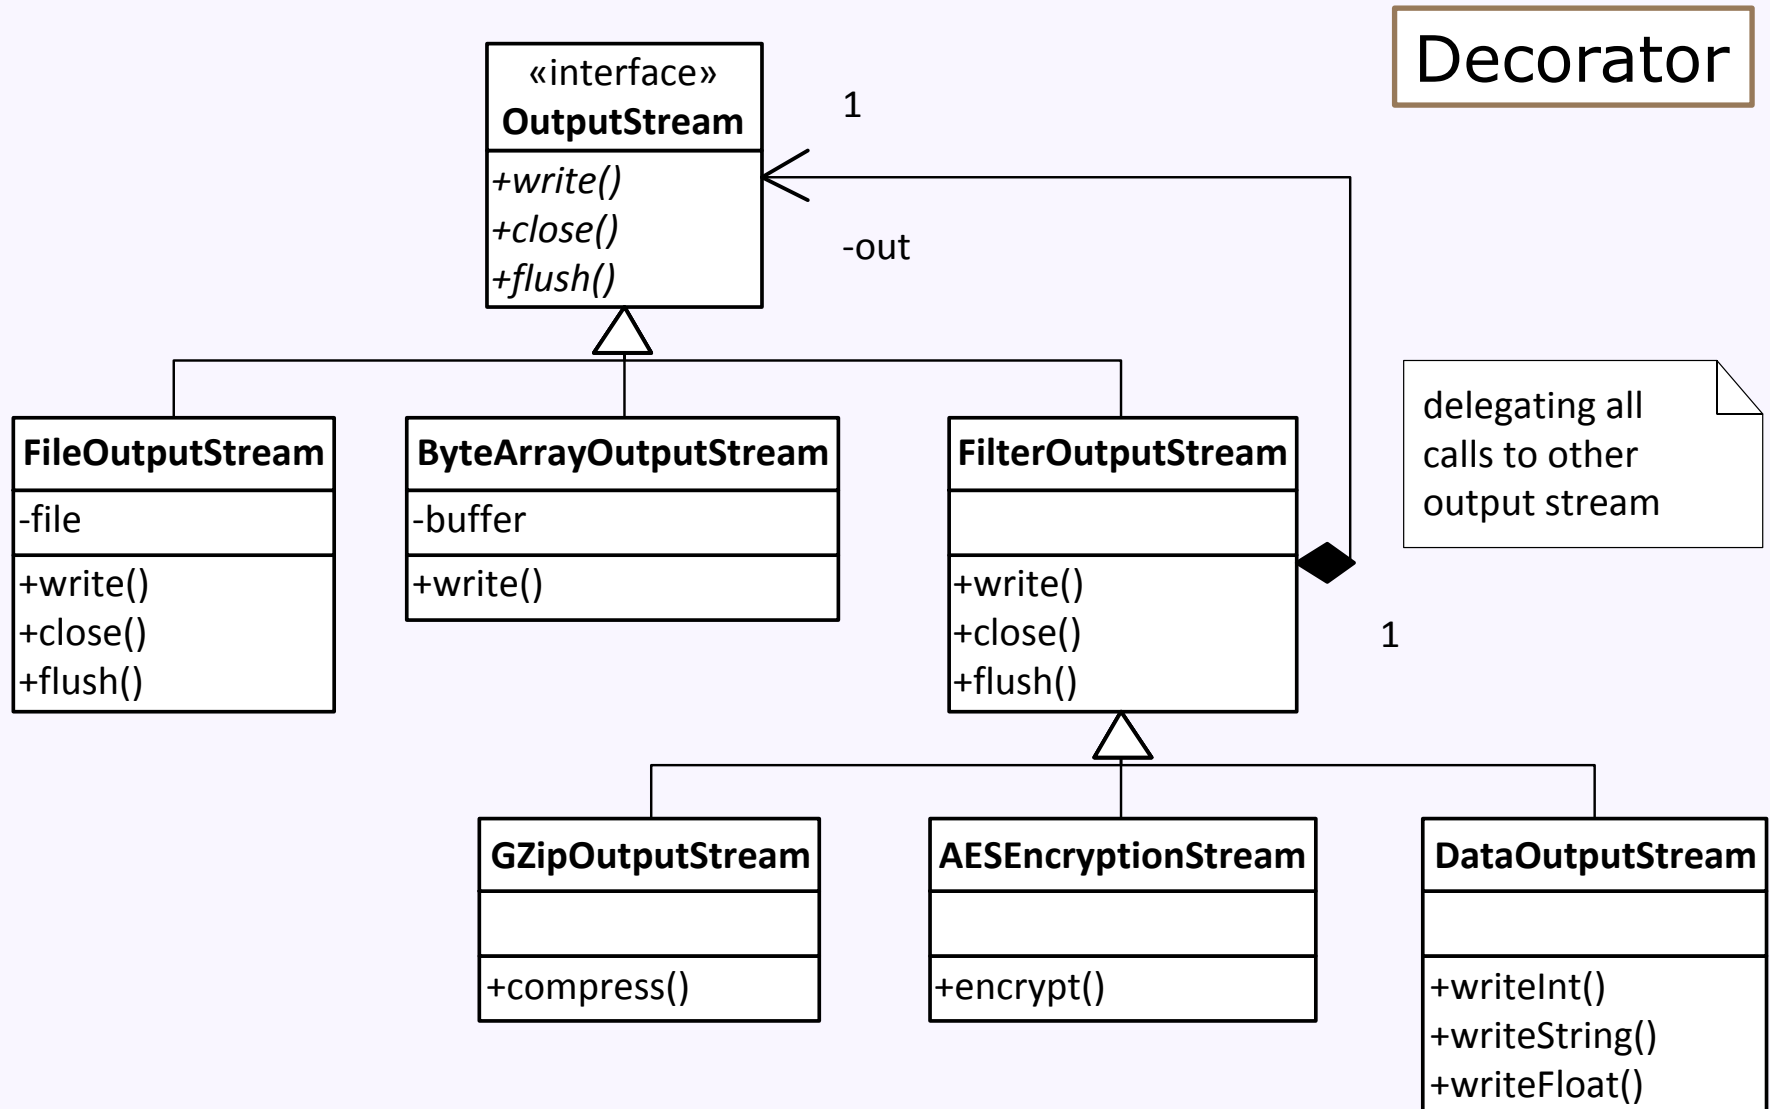 Decorator
«interface»
OutputStream
+write()
+close()
+flush()
1
-out
delegating all
calls to other
output stream
FileOutputStream
-file
+write()
+close()
+flush()
ByteArrayOutputStream
-buffer
+write()
FilterOutputStream
+write()
+close()
+flush()
1
GZipOutputStream
+compress()
AESEncryptionStream
+encrypt()
DataOutputStream
+writeInt()
+writeString()
+writeFloat()